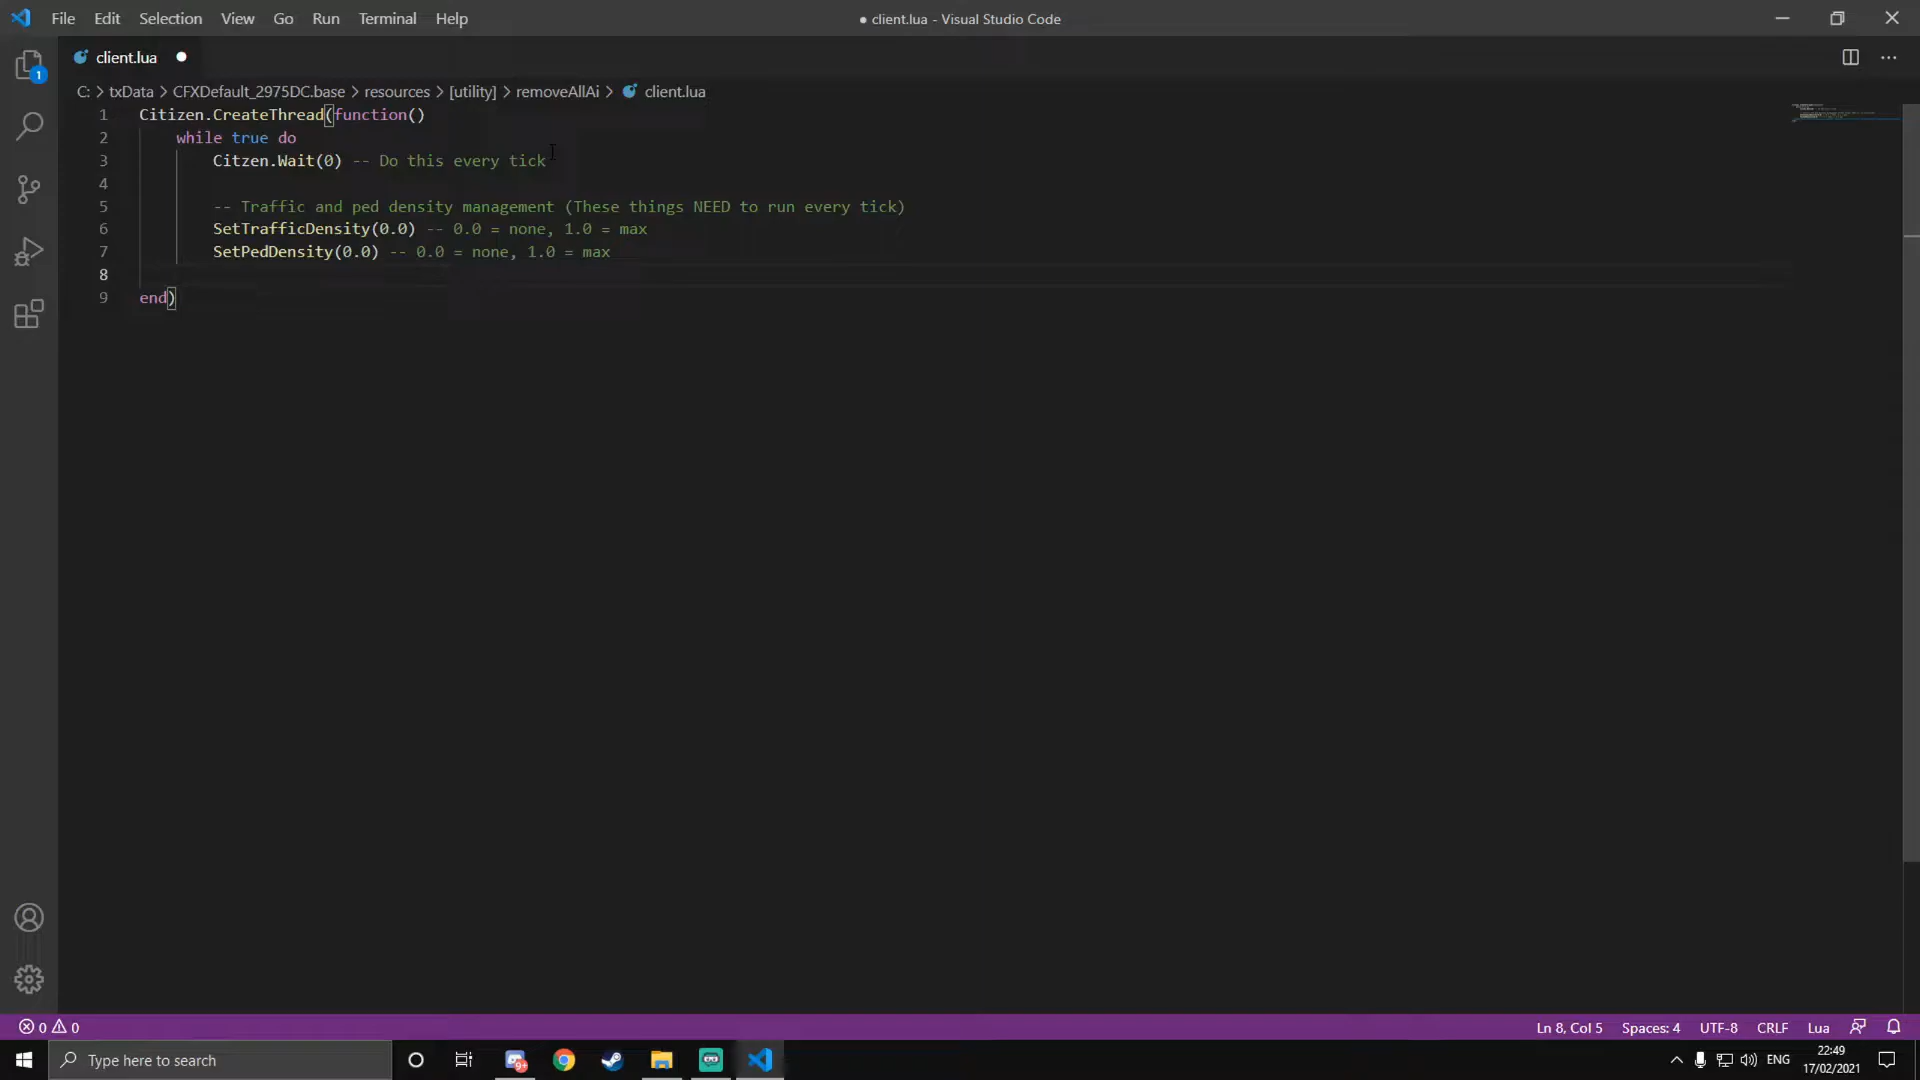 File Edit Selection View Go Run Terminal Help
● client.lua - Visual Studio Code
1
client.lua ●
C: > txData > CFXDefault_2975DC.base > resources > [utility] > removeAllAi > client.lua
1 Citizen.CreateThread(function()
2 while true do
3 Citzen.Wait(0) -- Do this every tick
4
5 -- Traffic and ped density management (These things NEED to run every tick)
6 SetTrafficDensity(0.0) -- 0.0 = none, 1.0 = max
7 SetPedDensity(0.0) -- 0.0 = none, 1.0 = max
8
9 end)
0 0
Ln 8, Col 5 Spaces: 4 UTF-8 CRLF Lua
Type here to search
9+
ENG
22:49
17/02/2021